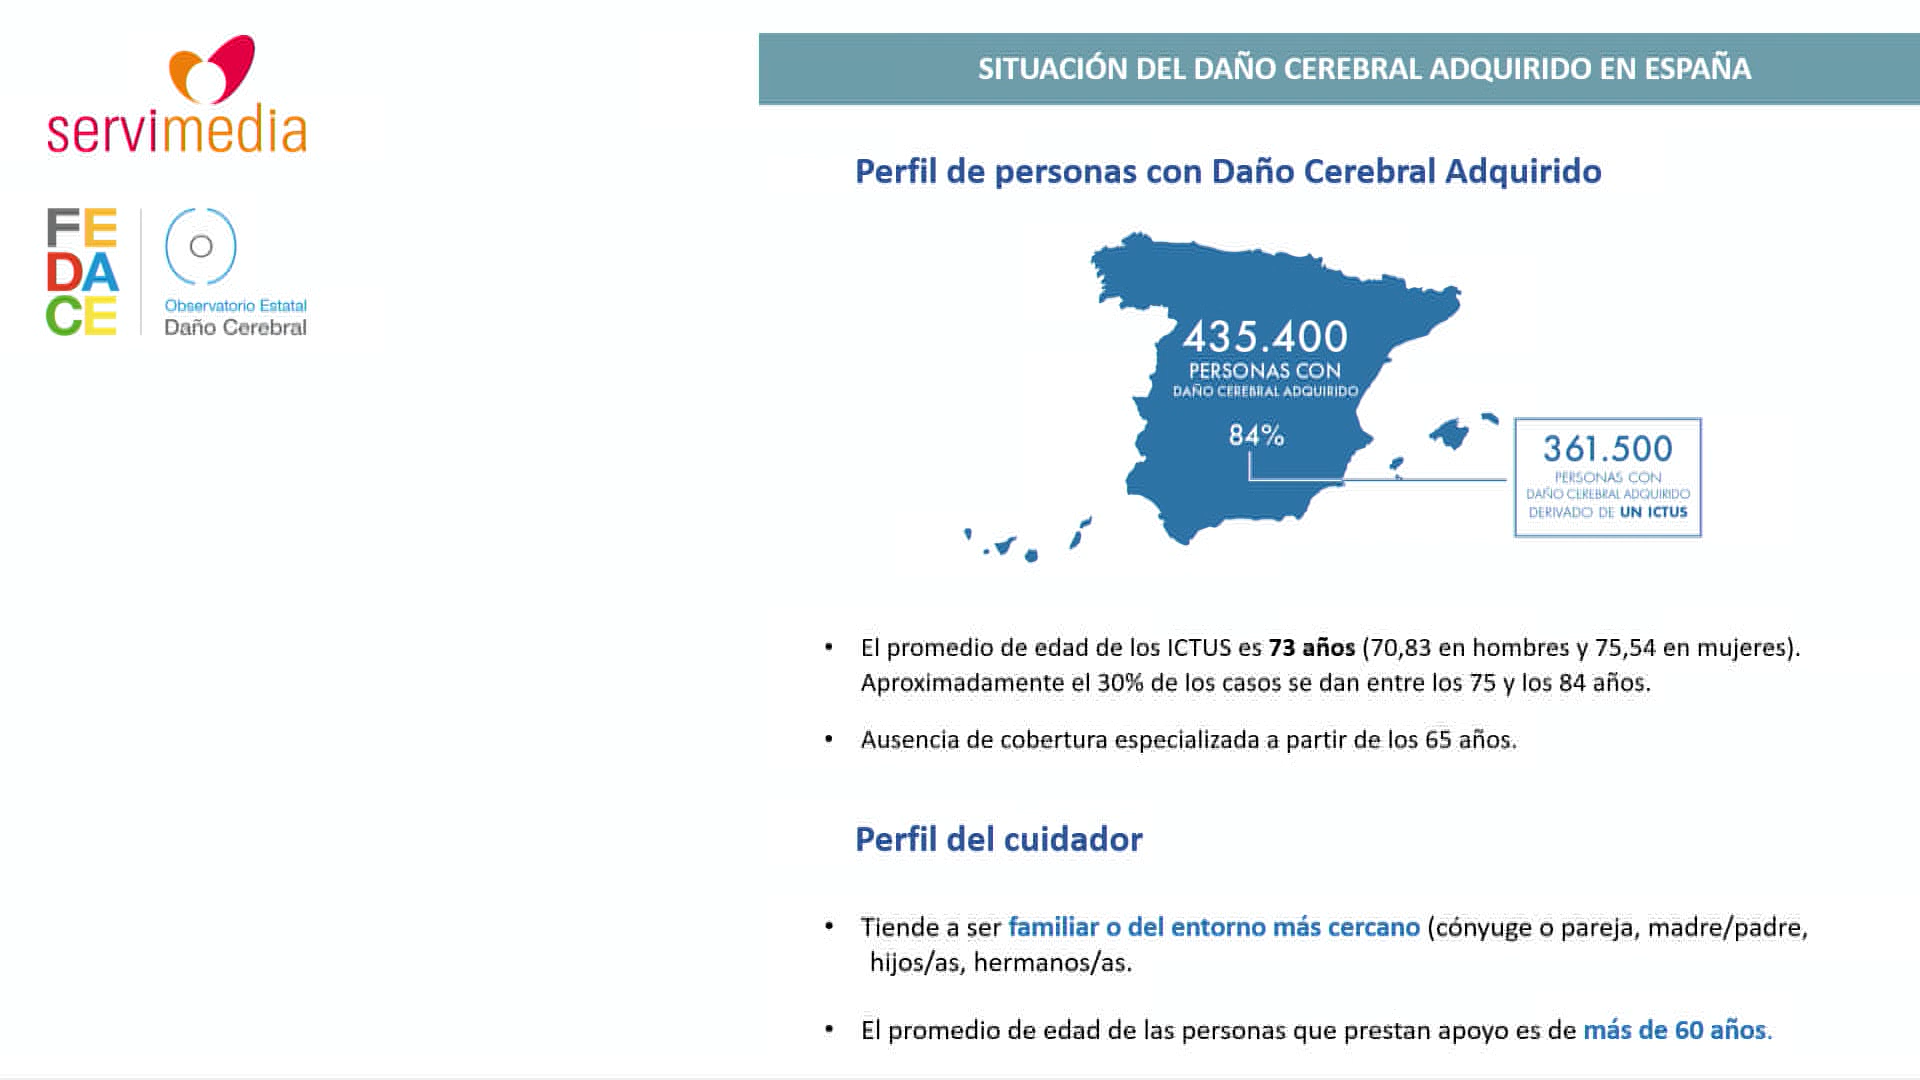 servimedia
FE
DA
CE
Observatorio Estatal
Daño Cerebral
SITUACIÓN DEL DAÑO CEREBRAL ADQUIRIDO EN ESPAÑA
Perfil de personas con Daño Cerebral Adquirido
435.400
PERSONAS CON
DAÑO CEREBRAL ADQUIRIDO
84%
361.500
PERSONAS CON
DAÑO CEREBRAL ADQUIRIDO
DERIVADO DE UN ICTUS
• El promedio de edad de los ICTUS es 73 años (70,83 en hombres y 75,54 en mujeres).
Aproximadamente el 30% de los casos se dan entre los 75 y los 84 años.
• Ausencia de cobertura especializada a partir de los 65 años.
Perfil del cuidador
• Tiende a ser familiar o del entorno más cercano (cónyuge o pareja, madre/padre,
hijos/as, hermanos/as.
• El promedio de edad de las personas que prestan apoyo es de más de 60 años.